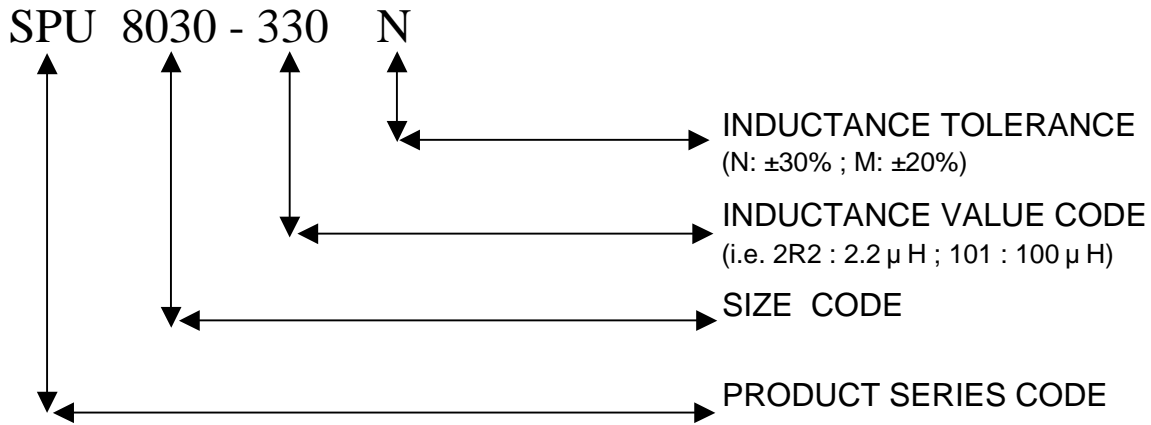 SPU 8030 - 330 N
INDUCTANCE TOLERANCE
(N: ±30% ; M: ±20%)
INDUCTANCE VALUE CODE
(i.e. 2R2 : 2.2 µ H ; 101 : 100 µ H)
SIZE CODE
PRODUCT SERIES CODE